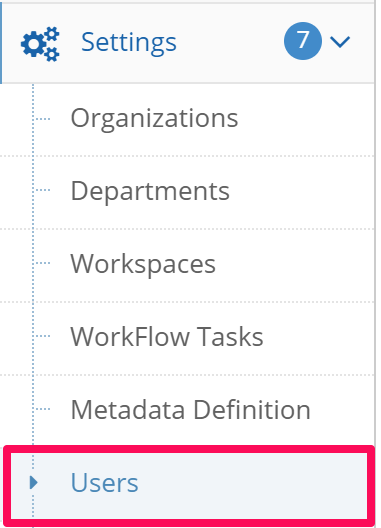 Settings 7
Organizations
Departments
Workspaces
WorkFlow Tasks
Metadata Definition
Users